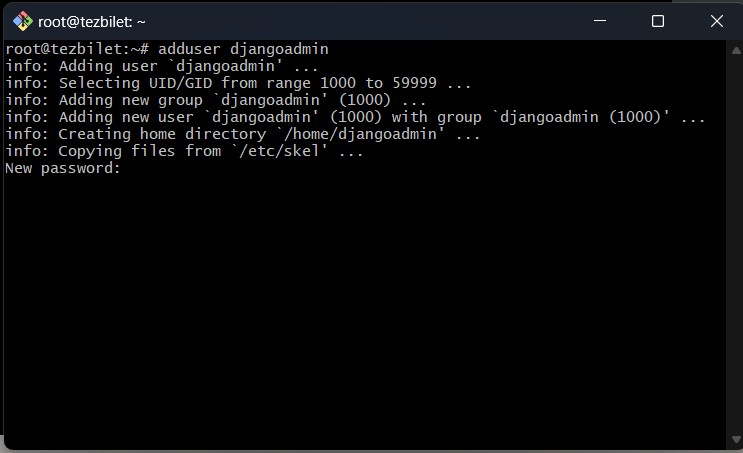 root@tezbilet: ~
root@tezbilet:~# adduser djangoadmin
info: Adding user `djangoadmin' ...
info: Selecting UID/GID from range 1000 to 59999 ...
info: Adding new group `djangoadmin' (1000) ...
info: Adding new user `djangoadmin' (1000) with group `djangoadmin (1000)' ...
info: Creating home directory `/home/djangoadmin' ...
info: Copying files from `/etc/skel' ...
New password: